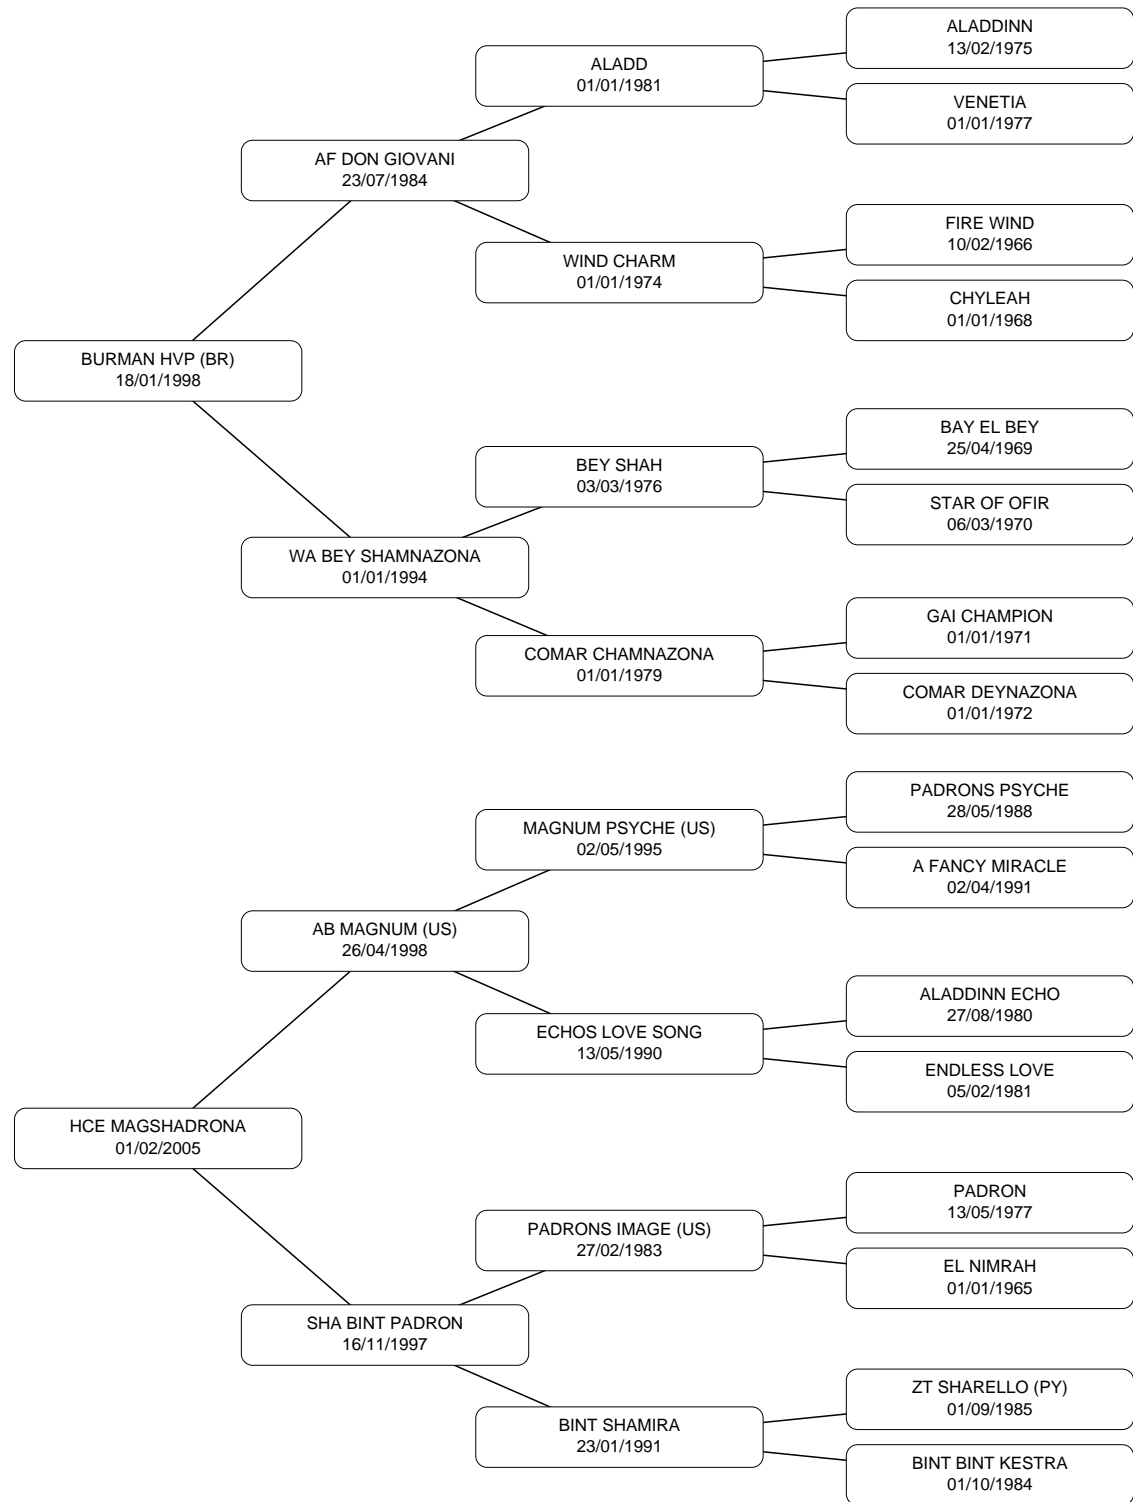 ALADDINN
13/02/1975
ALADD
01/01/1981
VENETIA
01/01/1977
AF DON GIOVANI
23/07/1984
FIRE WIND
10/02/1966
WIND CHARM
01/01/1974
CHYLEAH
01/01/1968
BURMAN HVP (BR)
18/01/1998
BAY EL BEY
25/04/1969
BEY SHAH
03/03/1976
STAR OF OFIR
06/03/1970
WA BEY SHAMNAZONA
01/01/1994
GAI CHAMPION
01/01/1971
COMAR CHAMNAZONA
01/01/1979
COMAR DEYNAZONA
01/01/1972
PADRONS PSYCHE
28/05/1988
MAGNUM PSYCHE (US)
02/05/1995
A FANCY MIRACLE
02/04/1991
AB MAGNUM (US)
26/04/1998
ALADDINN ECHO
27/08/1980
ECHOS LOVE SONG
13/05/1990
ENDLESS LOVE
05/02/1981
HCE MAGSHADRONA
01/02/2005
PADRON
13/05/1977
PADRONS IMAGE (US)
27/02/1983
EL NIMRAH
01/01/1965
SHA BINT PADRON
16/11/1997
ZT SHARELLO (PY)
01/09/1985
BINT SHAMIRA
23/01/1991
BINT BINT KESTRA
01/10/1984